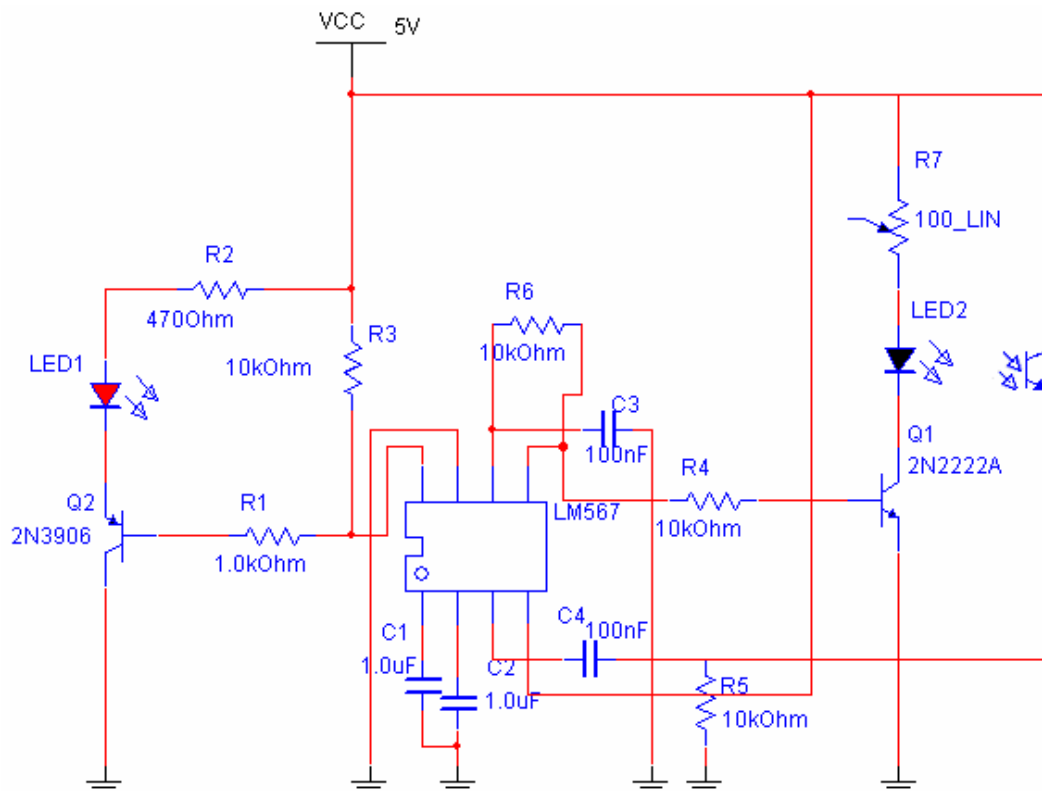 VCC 5V
R7
100_LIN
R2
470Ohm
R6
10kOhm
R3
10kOhm
LED2
LED1
C3
100nF
Q1
2N2222A
R4
10kOhm
Q2
2N3906
R1
1.0kOhm
LM567
C4
100nF
C1
1.0uF
C2
1.0uF
R5
10kOhm